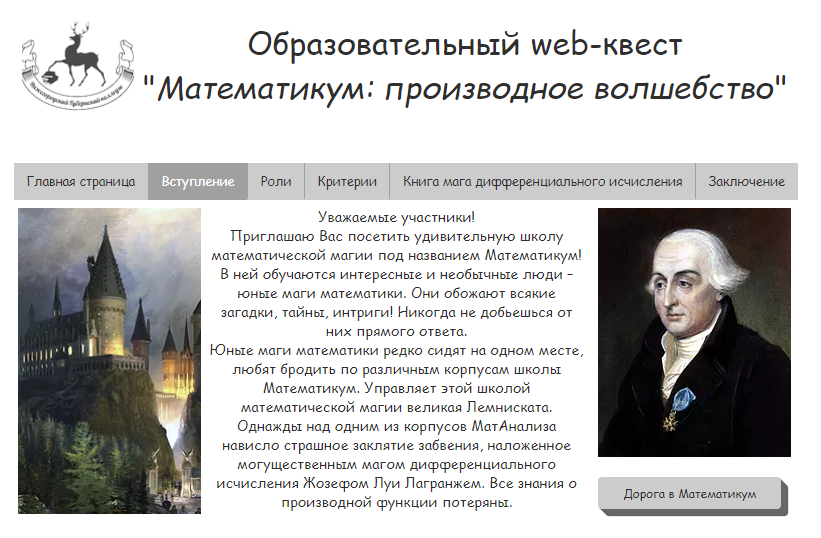 Образовательный web-квест
"Математикум: производное волшебство"
Нижегородский Губернский колледж
Главная страница
Вступление
Роли
Критерии
Книга мага дифференциального исчисления
Заключение
Уважаемые участники!
Приглашаю Вас посетить удивительную школу
математической магии под названием Математикум!
В ней обучаются интересные и необычные люди –
юные маги математики. Они обожают всякие
загадки, тайны, интриги! Никогда не добьешься от
них прямого ответа.
Юные маги математики редко сидят на одном месте,
любят бродить по различным корпусам школы
Математикум. Управляет этой школой
математической магии великая Лемниската.
Однажды над одним из корпусов МатАнализа
нависло страшное заклятие забвения, наложенное
могущественным магом дифференциального
исчисления Жозефом Луи Лагранжем. Все знания о
производной функции потеряны.
Дорога в Математикум